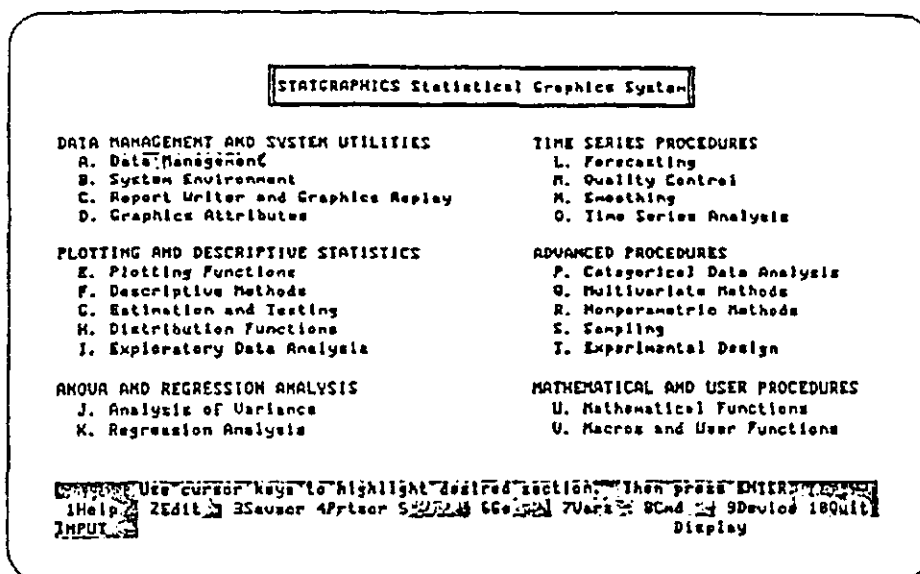 STATGRAPHICS Statistical Graphics System
DATA MANAGEMENT AND SYSTEM UTILITIES
A. Data Management
B. System Environment
C. Report Writer and Graphics Replay
D. Graphics Attributes
PLOTTING AND DESCRIPTIVE STATISTICS
E. Plotting Functions
F. Descriptive Methods
G. Estimation and Testing
H. Distribution Functions
I. Exploratory Data Analysis
ANOVA AND REGRESSION ANALYSIS
J. Analysis of Variance
K. Regression Analysis
TIME SERIES PROCEDURES
L. Forecasting
M. Quality Control
N. Smoothing
O. Time Series Analysis
ADVANCED PROCEDURES
P. Categorical Data Analysis
Q. Multivariate Methods
R. Nonparametric Methods
S. Sampling
T. Experimental Design
MATHEMATICAL AND USER PROCEDURES
U. Mathematical Functions
V. Macros and User Functions
Use cursor keys to highlight desired section. Then press ENTER.
1Help 2Edit 3Savscr 4Prtscr 5 6Go 7Vars 8Cmd 9Device 10Quit
INPUT Display